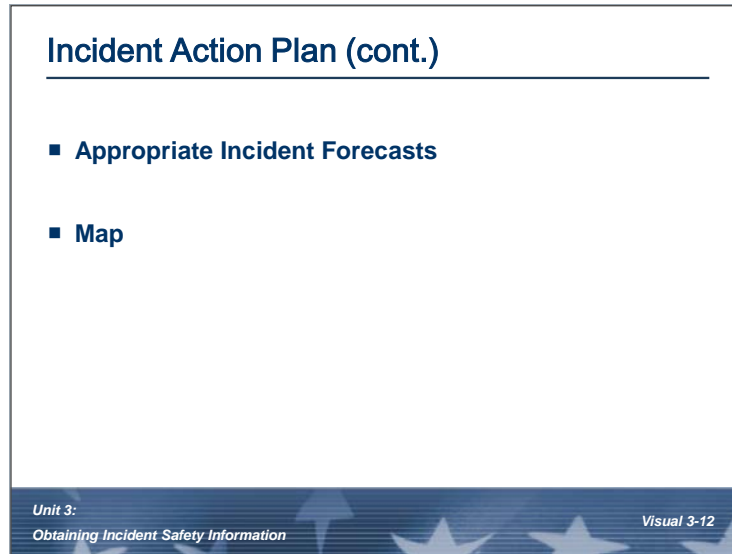 Incident Action Plan (cont.)
■ Appropriate Incident Forecasts
■ Map
Unit 3:
Obtaining Incident Safety Information
Visual 3-12